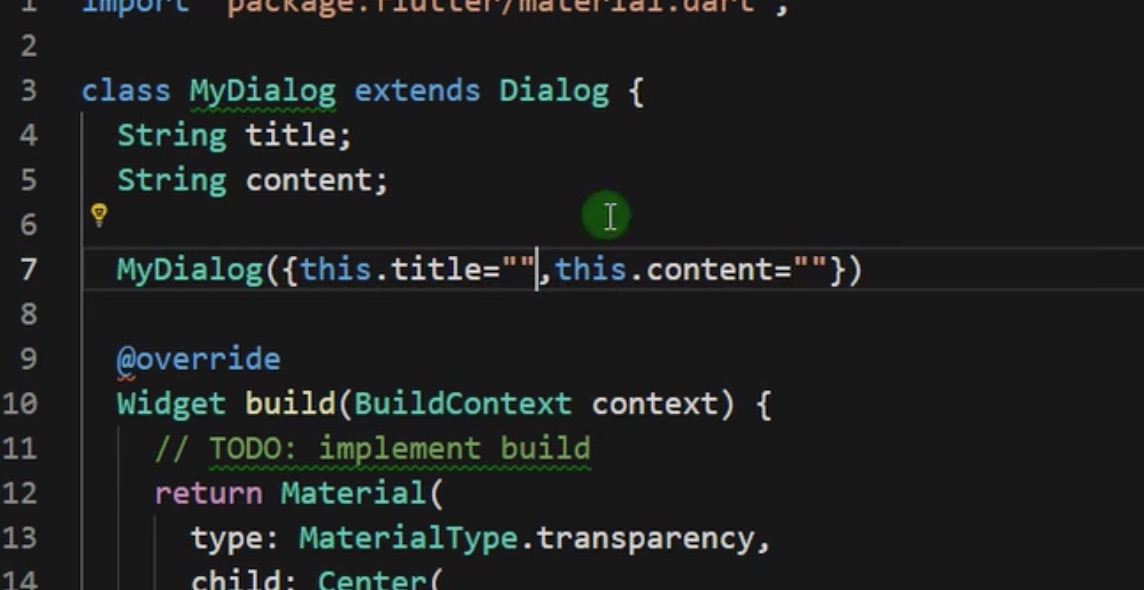 1 import 'package:flutter/material.dart';
2
3 class MyDialog extends Dialog {
4 String title;
5 String content;
6
7 MyDialog({this.title="",this.content=""})
8
9 @override
10 Widget build(BuildContext context) {
11 // TODO: implement build
12 return Material(
13 type: MaterialType.transparency,
14 child: Center(